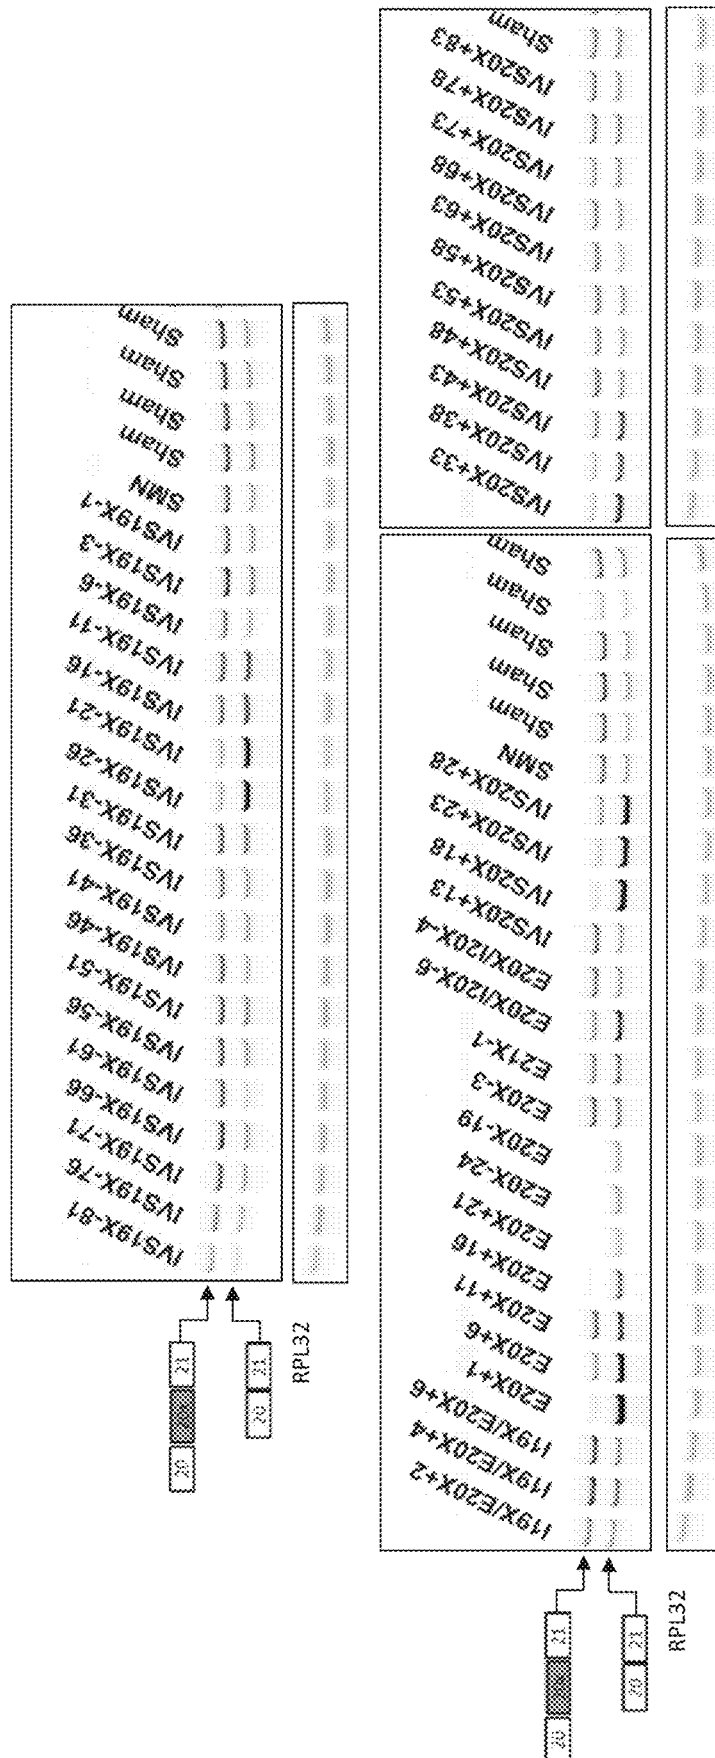 IVS19X-81
IVS19X-76
IVS19X-71
IVS19X-66
IVS19X-61
IVS19X-56
IVS19X-51
IVS19X-46
IVS19X-41
IVS19X-36
IVS19X-31
IVS19X-26
IVS19X-21
IVS19X-16
IVS19X-11
IVS19X-6
IVS19X-3
IVS19X-1
SMN
Sham
Sham
Sham
Sham
20 21
20 21
RPL32
I19X/E20X+2
I19X/E20X+4
I19X/E20X+6
E20X+1
E20X+6
E20X+11
E20X+16
E20X+21
E20X-24
E20X-19
E20X-3
E21X-1
E20X/I20X-6
E20X/I20X-4
IVS20X+13
IVS20X+18
IVS20X+23
IVS20X+28
SMN
Sham
Sham
Sham
Sham
Sham
IVS20X+33
IVS20X+38
IVS20X+43
IVS20X+48
IVS20X+53
IVS20X+58
IVS20X+63
IVS20X+68
IVS20X+73
IVS20X+78
IVS20X+83
Sham
20 21
20 21
RPL32